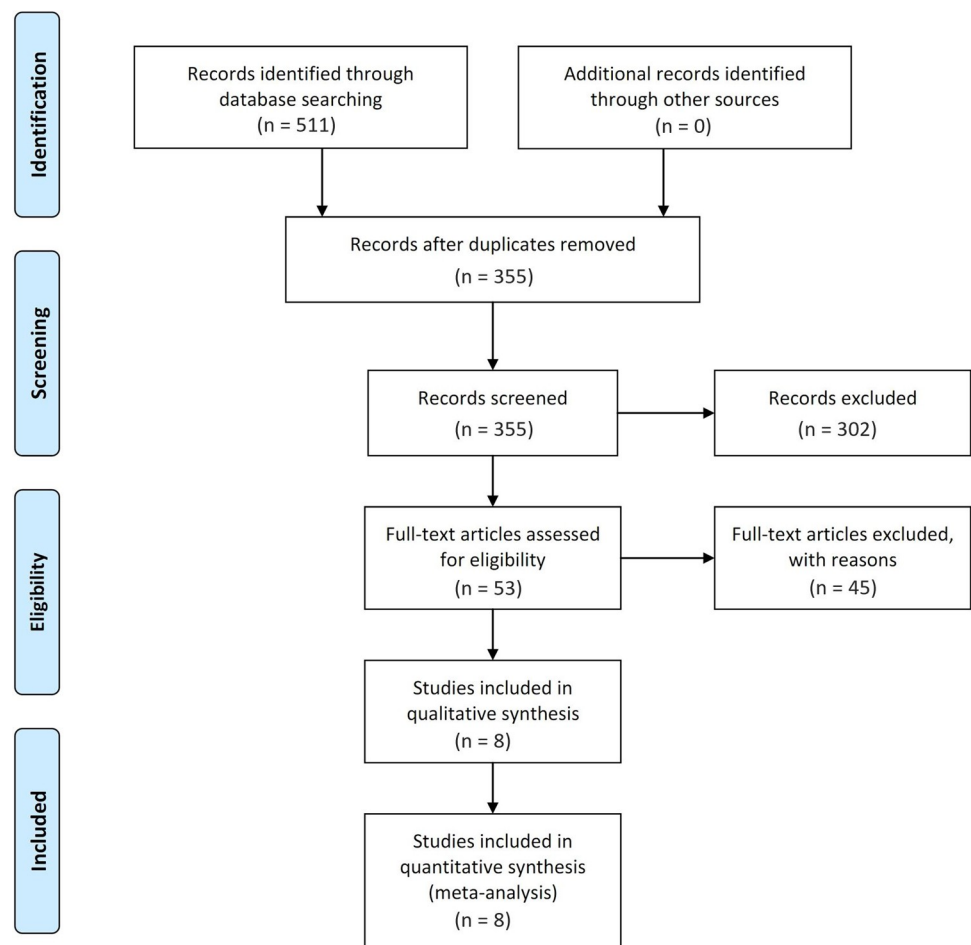 Identification
Records identified through
database searching
(n = 511)
Additional records identified
through other sources
(n = 0)
Records after duplicates removed
(n = 355)
Screening
Records screened
(n = 355)
Records excluded
(n = 302)
Eligibility
Full-text articles assessed
for eligibility
(n = 53)
Full-text articles excluded,
with reasons
(n = 45)
Studies included in
qualitative synthesis
(n = 8)
Included
Studies included in
quantitative synthesis
(meta-analysis)
(n = 8)